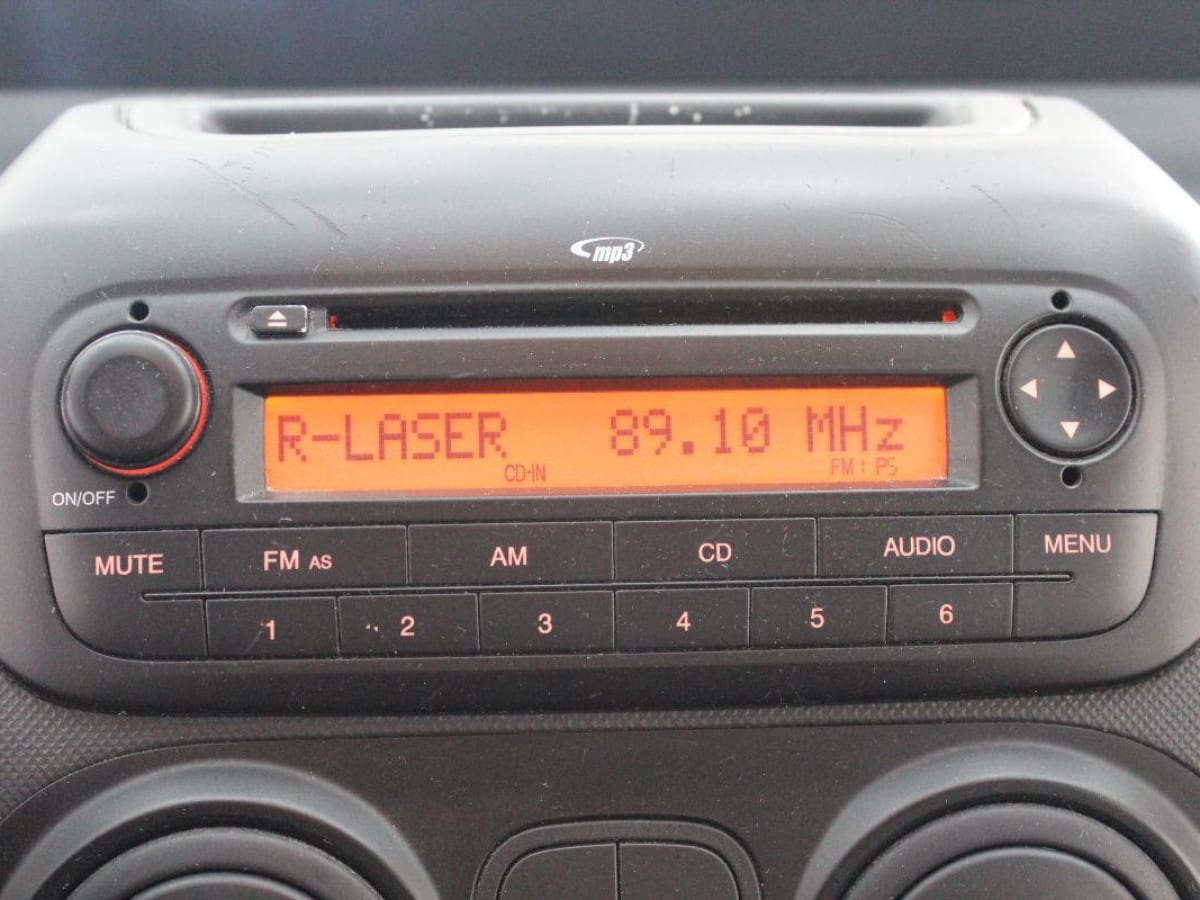 mp3
R-LASER 89.10 MHz
CD-IN FM
ON/OFF
MUTE FM AS AM CD AUDIO MENU
1 2 3 4 5 6